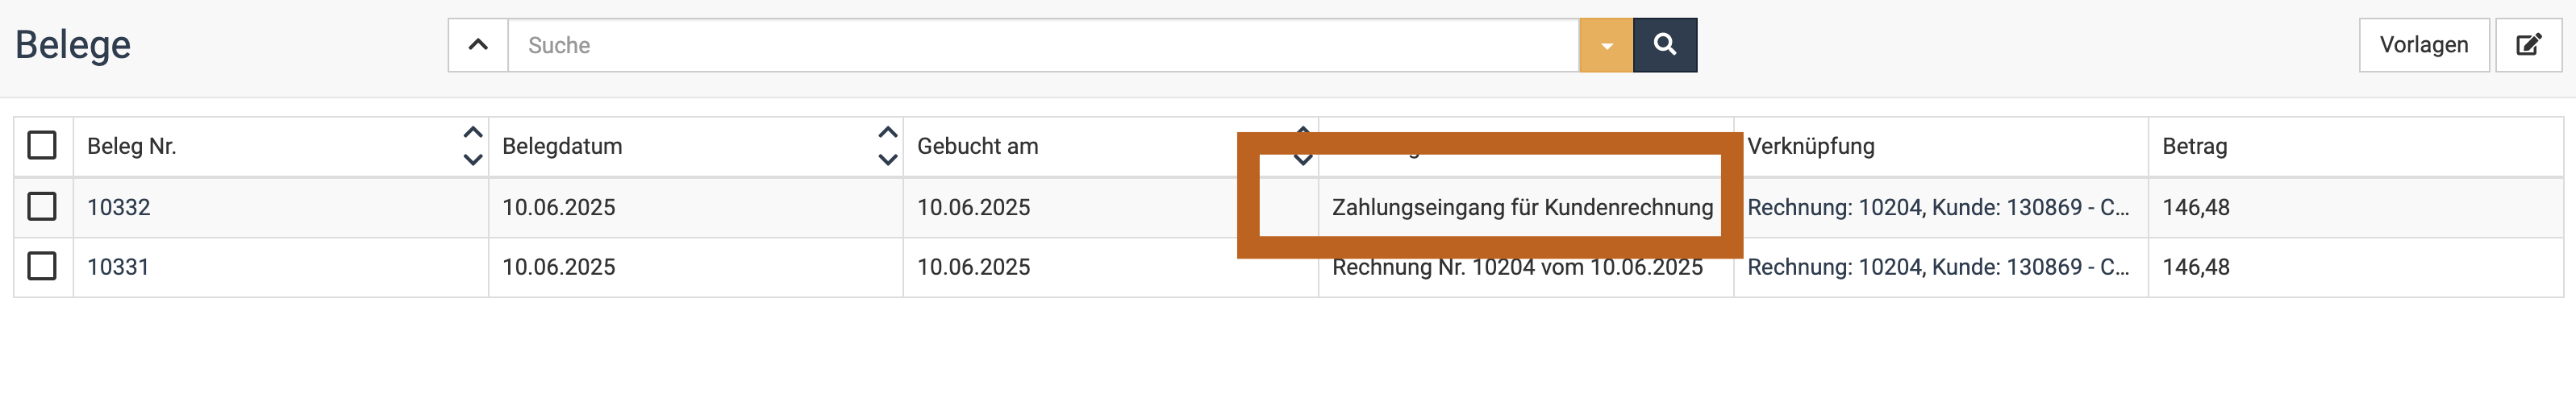 Belege
Suche
Vorlagen
Beleg Nr. Belegdatum Gebucht am Verknüpfung Betrag
10332 10.06.2025 10.06.2025 Zahlungseingang für Kundenrechnung Rechnung: 10204, Kunde: 130869 - C... 146,48
10331 10.06.2025 10.06.2025 Rechnung Nr. 10204 vom 10.06.2025 Rechnung: 10204, Kunde: 130869 - C... 146,48